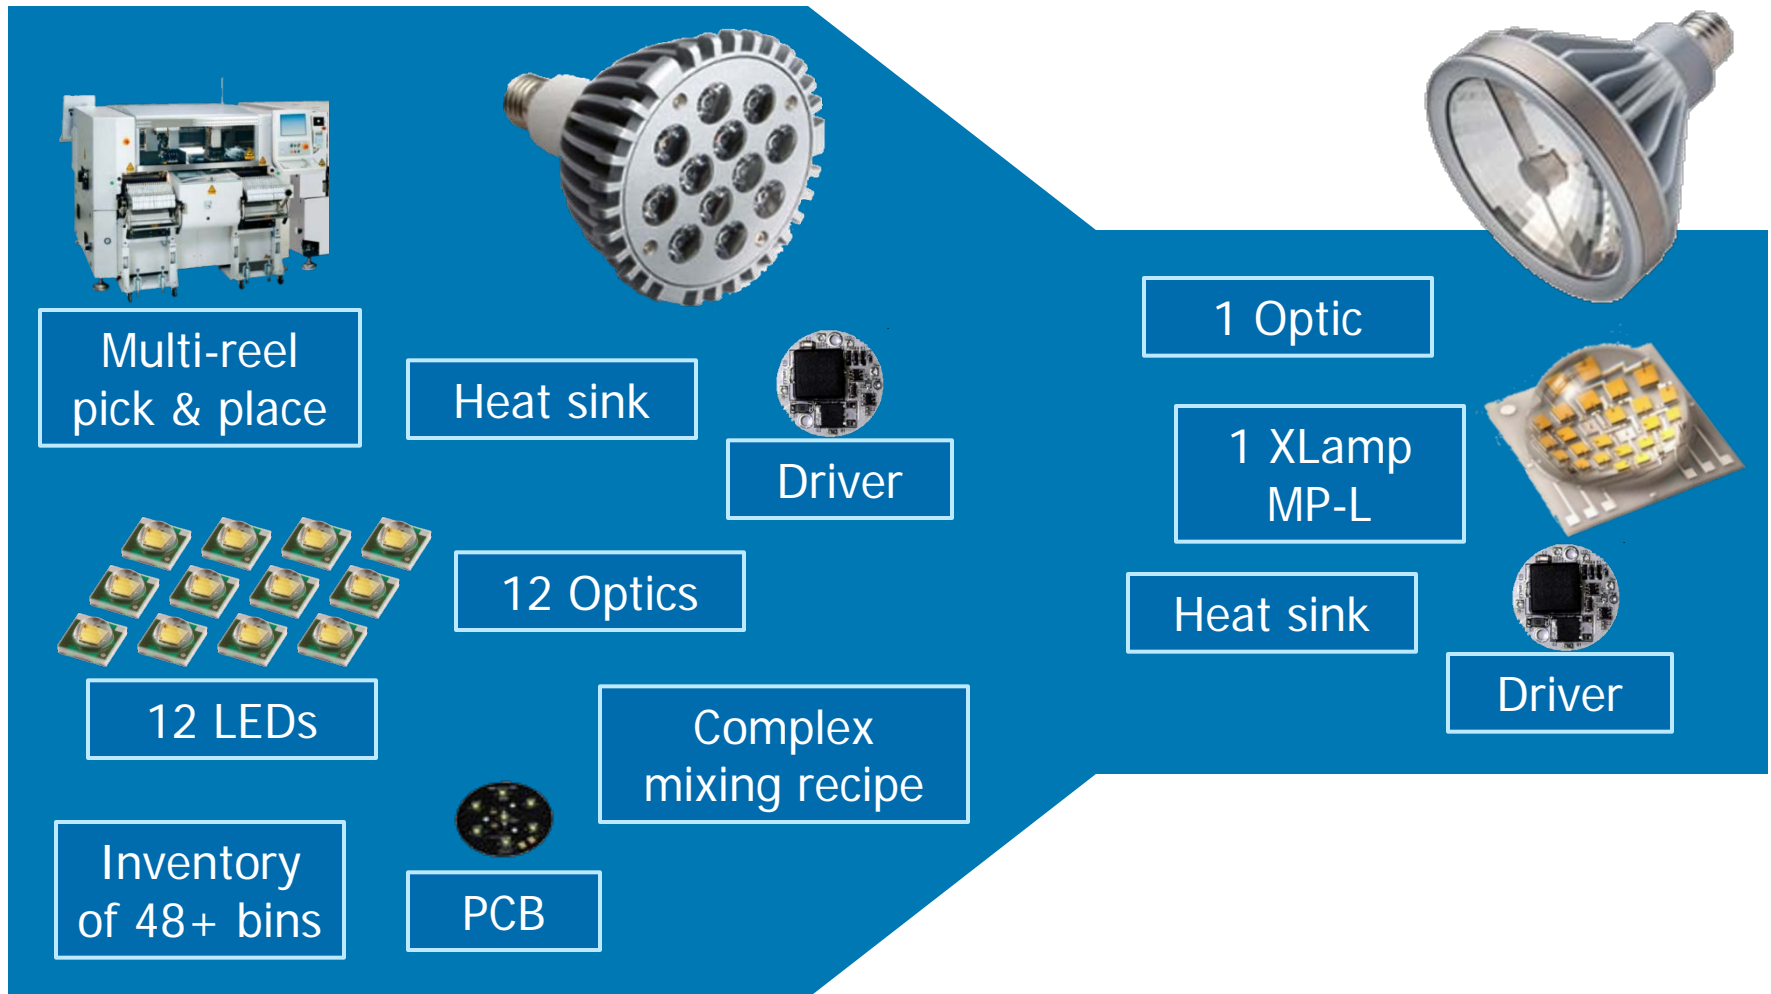 Multi-reel
pick & place
Heat sink
Driver
12 Optics
12 LEDs
Complex
mixing recipe
Inventory
of 48+ bins
PCB
1 Optic
1 XLamp
MP-L
Heat sink
Driver